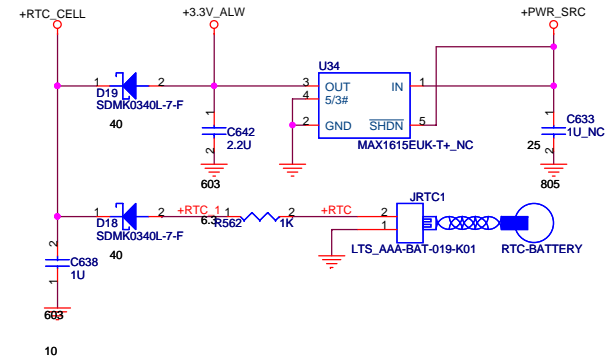 +RTC_CELL
+3.3V_ALW
+PWR_SRC
U34
1
2
D19
SDMK0340L-7-F
40
3
OUT
IN
1
4
5/3#
2
GND
SHDN
5
MAX1615EUK-T+_NC
1
C642
2.2U
2
603
1
C633
1U_NC
25
2
805
1
2
D18
SDMK0340L-7-F
40
+RTC_1
6.3
1
R562
2
1K
+RTC
JRTC1
2
1
LTS_AAA-BAT-019-K01
RTC-BATTERY
2
C638
1U
1
603
10